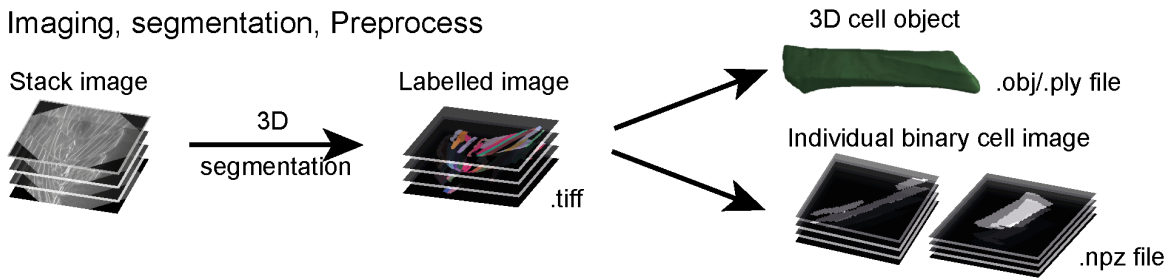 Imaging, segmentation, Preprocess
Stack image
3D
segmentation
Labelled image
.tiff
3D cell object
.obj/.ply file
Individual binary cell image
.npz file